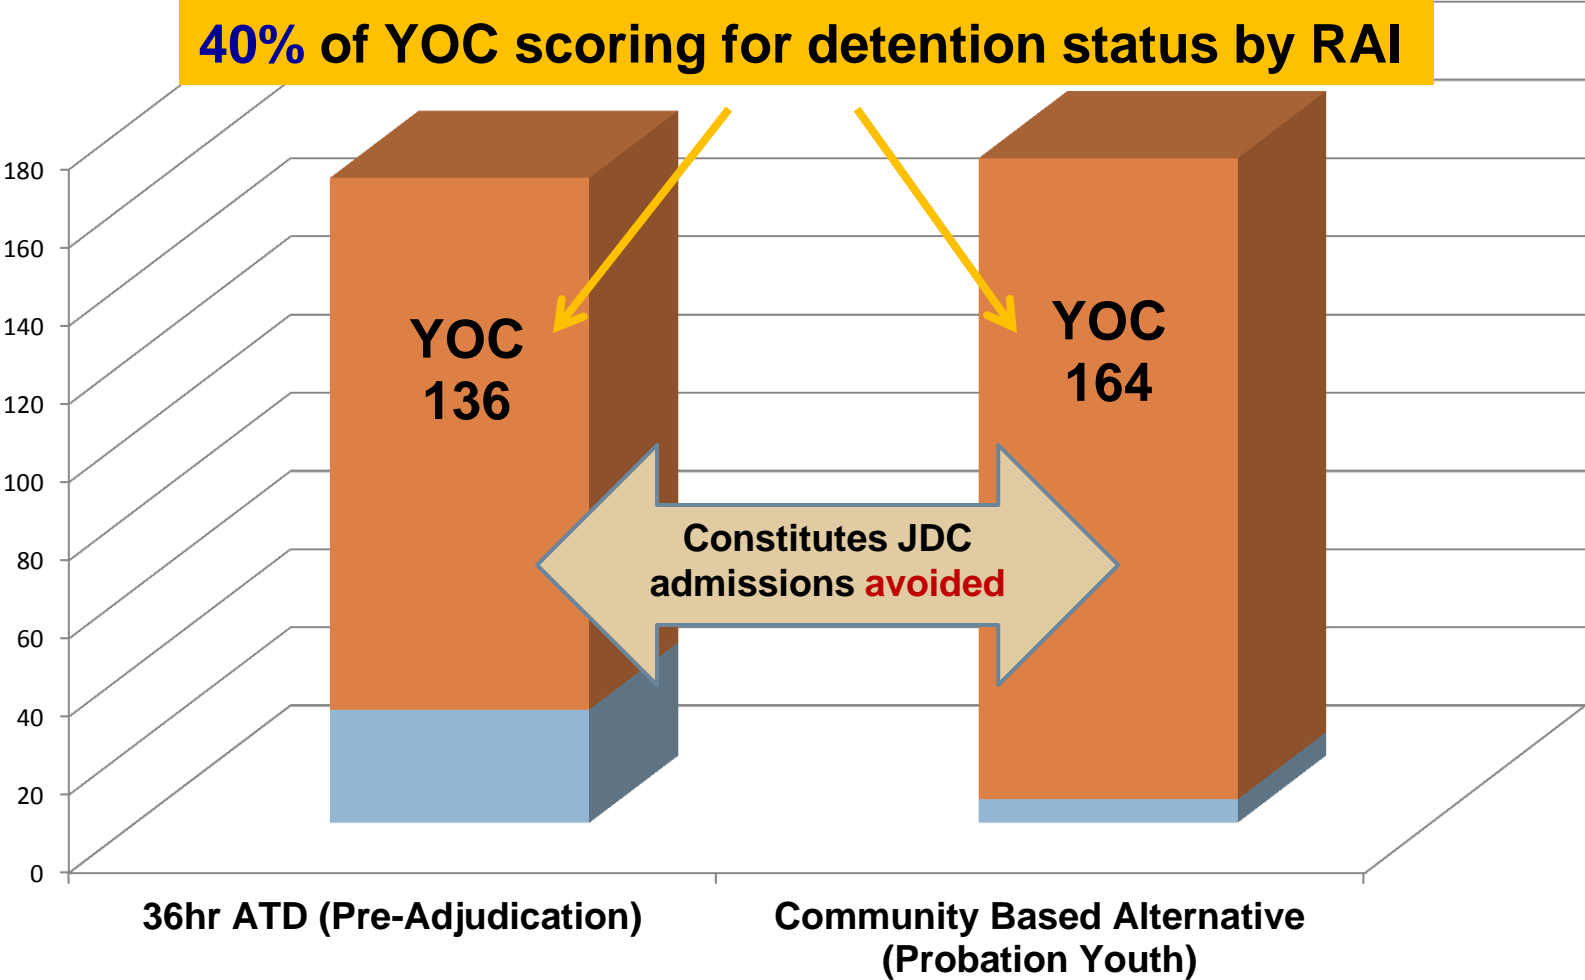 40% of YOC scoring for detention status by RAI
180
160
140
120
100
80
60
40
20
0
YOC
136
YOC
164
Constitutes JDC
admissions avoided
36hr ATD (Pre-Adjudication)
Community Based Alternative
(Probation Youth)